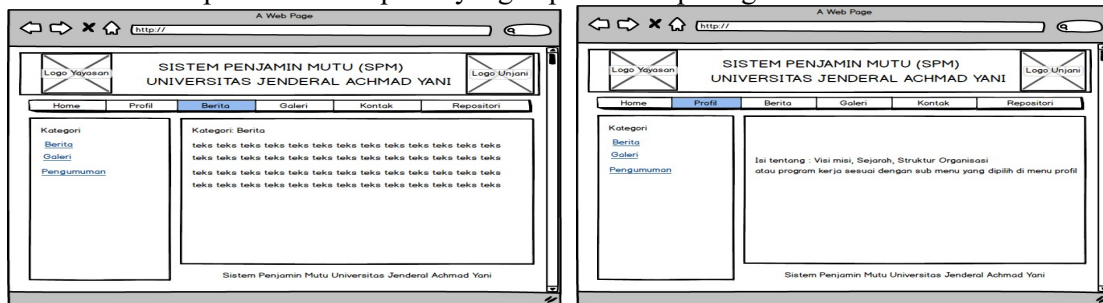 A Web Page
http://
Logo Yayasan
SISTEM PENJAMIN MUTU (SPM)
UNIVERSITAS JENDERAL ACHMAD YANI
Logo Unjani
Home Profil Berita Galeri Kontak Repositori
Kategori
Berita
Galeri
Pengumuman
Kategori: Berita
teks teks teks teks teks teks teks teks teks teks teks teks teks
teks teks teks teks teks teks teks teks teks teks teks teks teks
teks teks teks teks teks teks teks teks teks teks teks teks teks
teks teks teks teks teks teks teks teks teks teks teks teks teks
Sistem Penjamin Mutu Universitas Jenderal Achmad Yani
A Web Page
http://
Logo Yayasan
SISTEM PENJAMIN MUTU (SPM)
UNIVERSITAS JENDERAL ACHMAD YANI
Logo Unjani
Home Profil Berita Galeri Kontak Repositori
Kategori
Berita
Galeri
Pengumuman
Isi tentang : Visi misi, Sejarah, Struktur Organisasi
atau program kerja sesuai dengan sub menu yang dipilih di menu profil
Sistem Penjamin Mutu Universitas Jenderal Achmad Yani